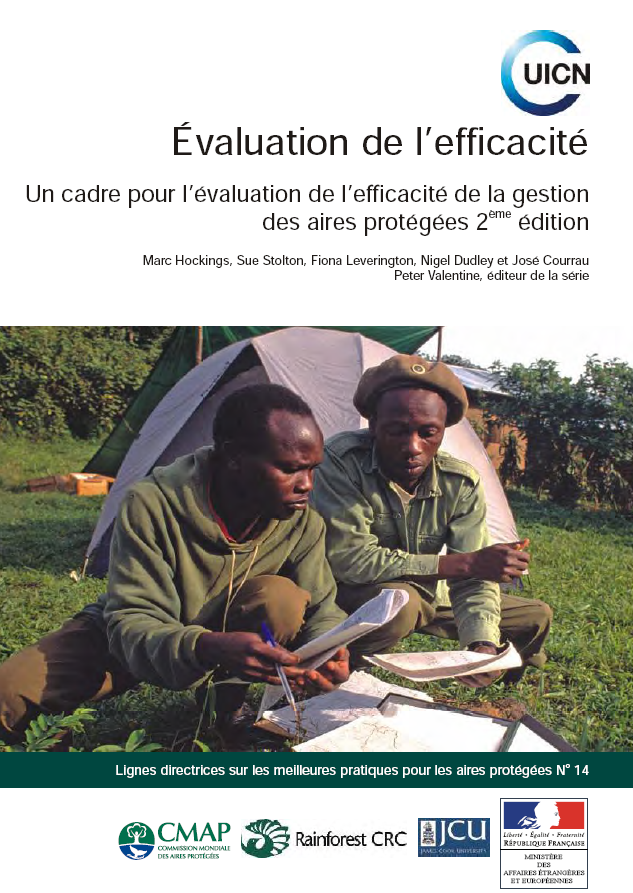 UICN
Évaluation de l'efficacité
Un cadre pour l'évaluation de l'efficacité de la gestion
des aires protégées 2ème édition
Marc Hockings, Sue Stolton, Fiona Leverington, Nigel Dudley et José Courrau
Peter Valentine, éditeur de la série
Lignes directrices sur les meilleures pratiques pour les aires protégées N° 14
CMAP
COMMISSION MONDIALE
DES AIRES PROTÉGÉES
Rainforest CRC
JCU
JAMES COOK UNIVERSITY
Liberté • Égalité • Fraternité
RÉPUBLIQUE FRANÇAISE
MINISTÈRE
DES
AFFAIRES ÉTRANGÈRES
ET EUROPÉENNES